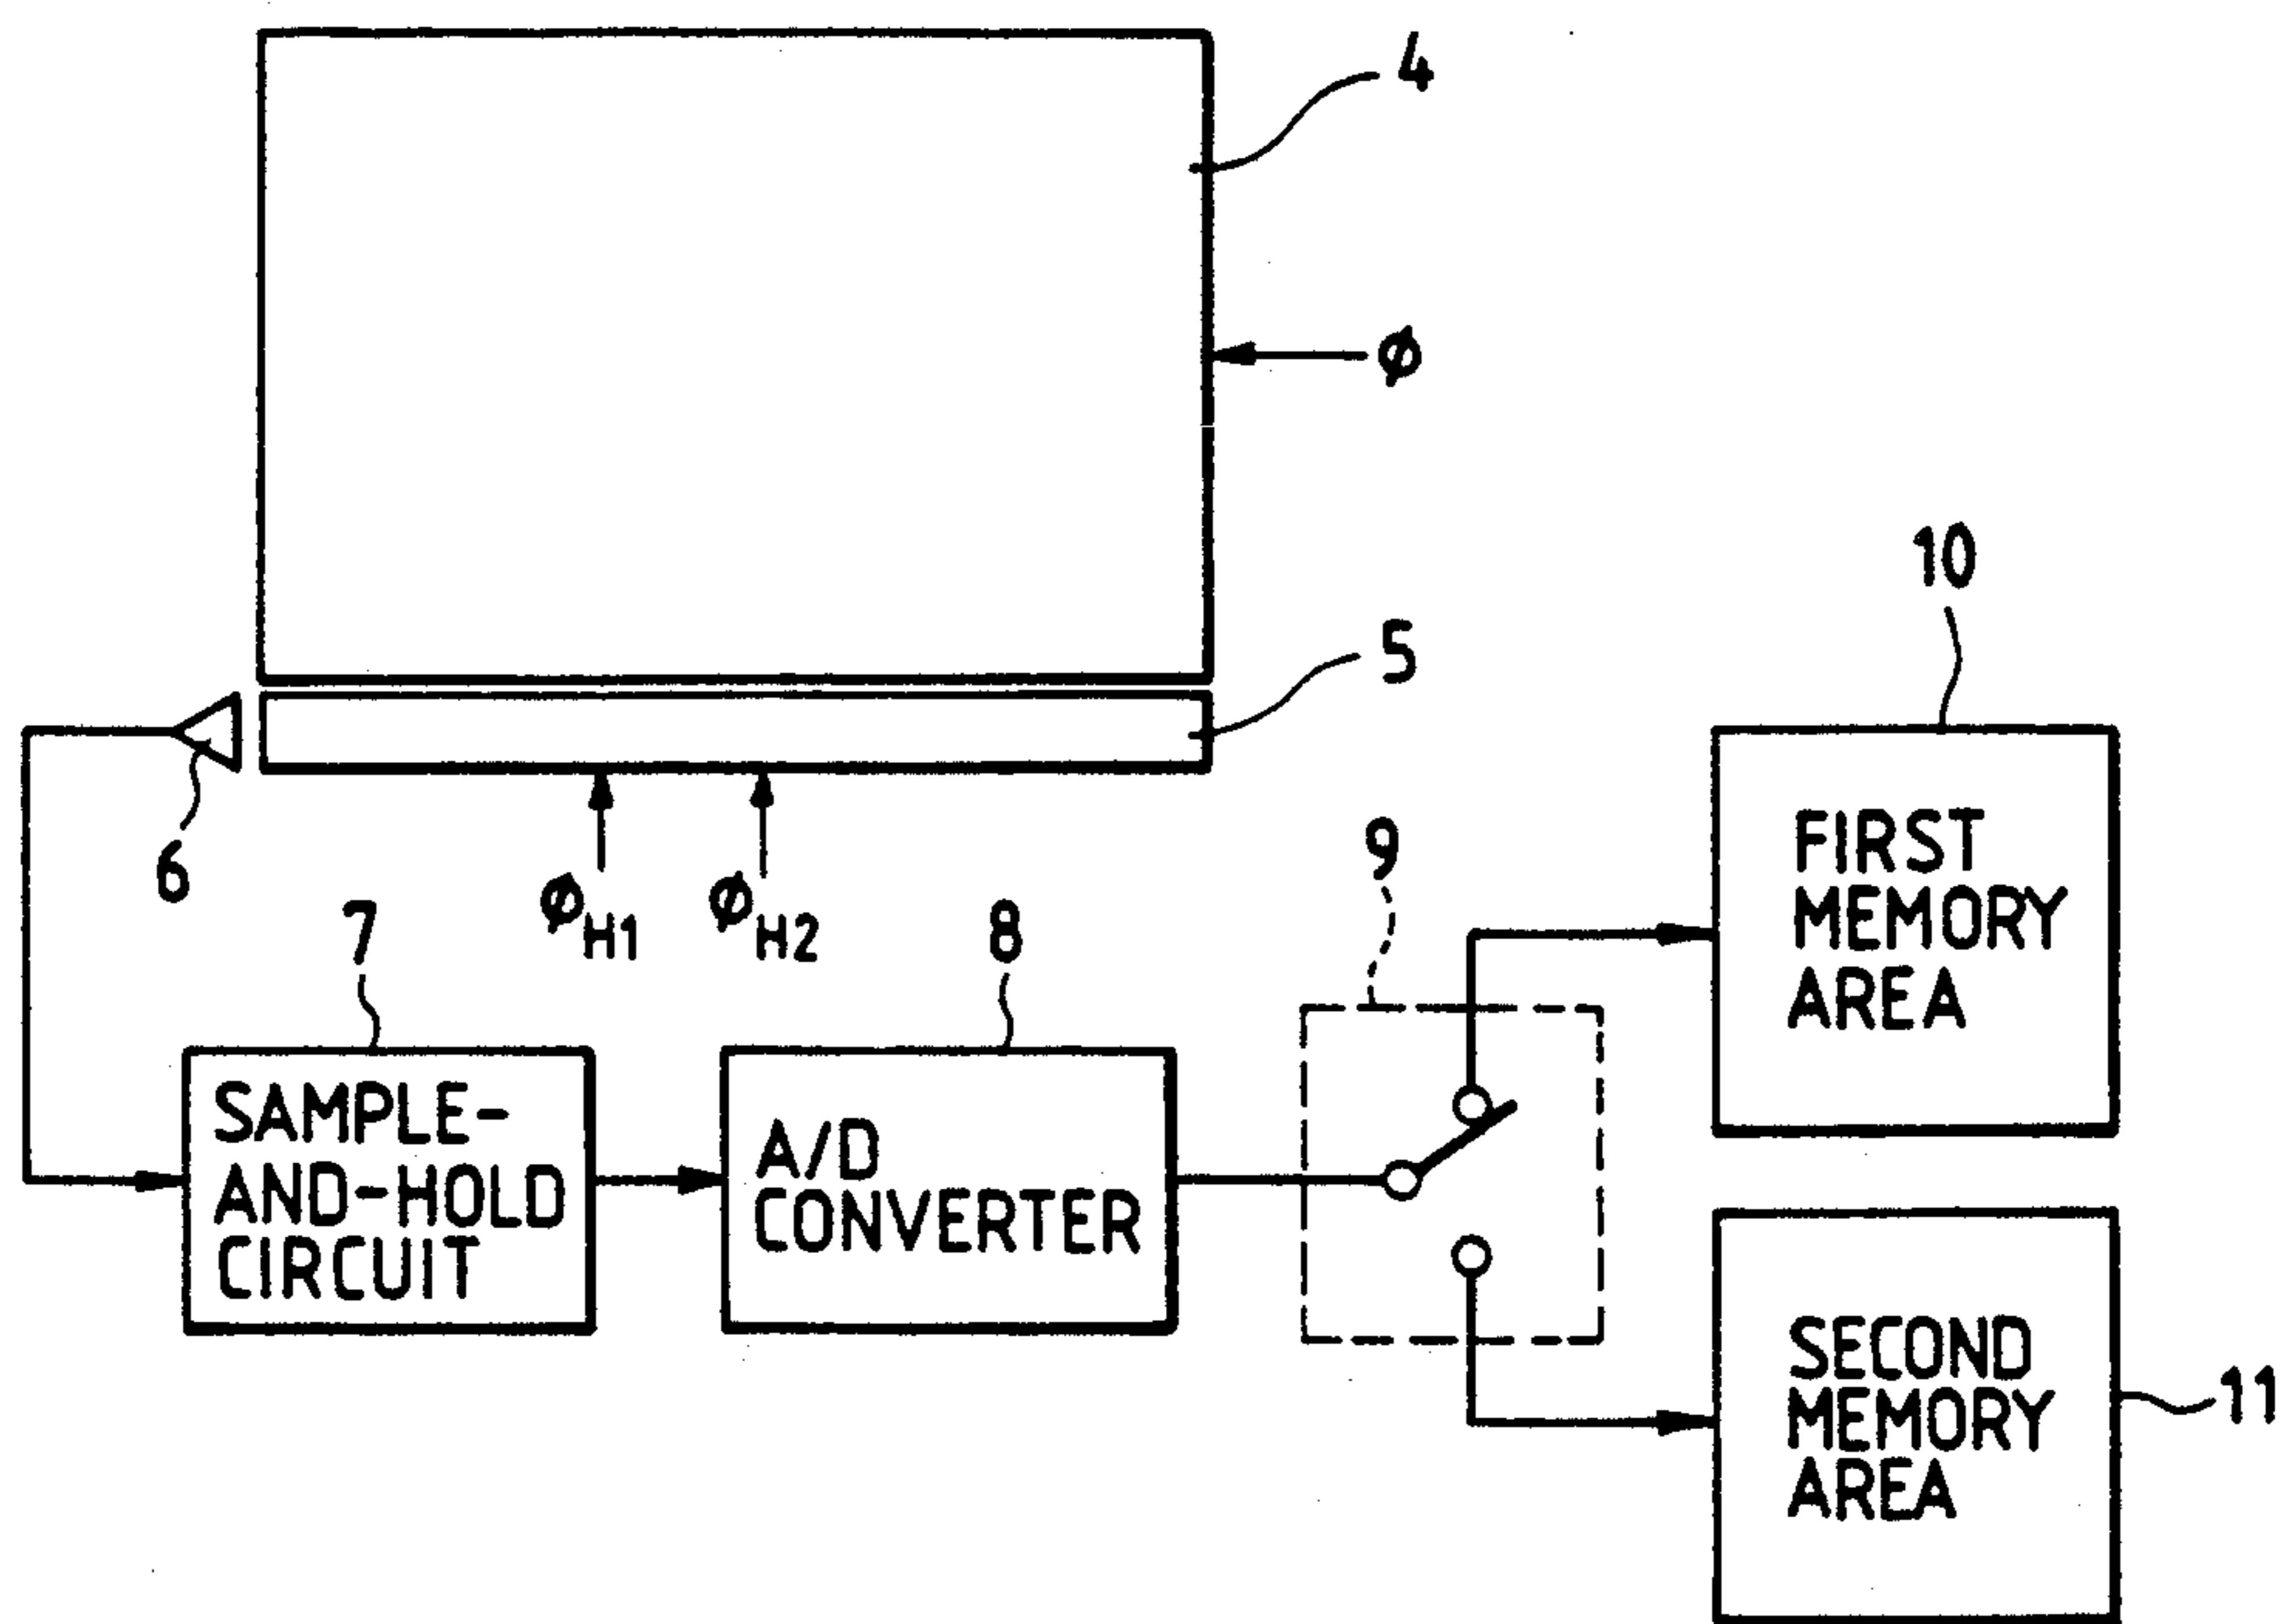 4
φ
5
10
6
φH1
φH2
7
8
9
FIRST
MEMORY
AREA
SAMPLE-
AND-HOLD
CIRCUIT
A/D
CONVERTER
SECOND
MEMORY
AREA
11